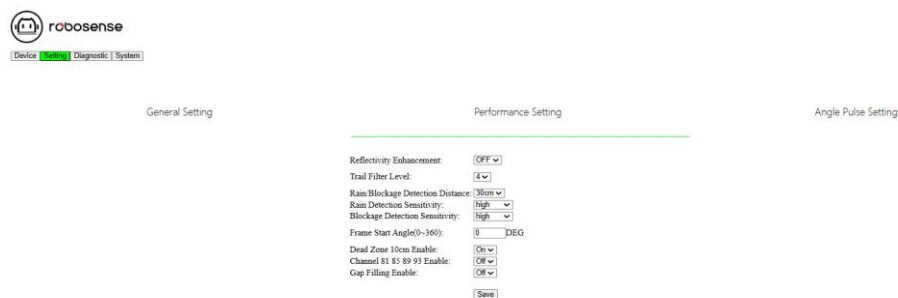 robosense
Device Setting Diagnostic System
General Setting Performance Setting Angle Pulse Setting
Reflectivity Enhancement: OFF
Trail Filter Level: 4
Rain/Blockage Detection Distance: 30cm
Rain Detection Sensitivity: high
Blockage Detection Sensitivity: high
Frame Start Angle(0~360): 0 DEG
Dead Zone 10cm Enable: On
Channel 81 85 89 93 Enable: Off
Gap Filling Enable: Off
Save